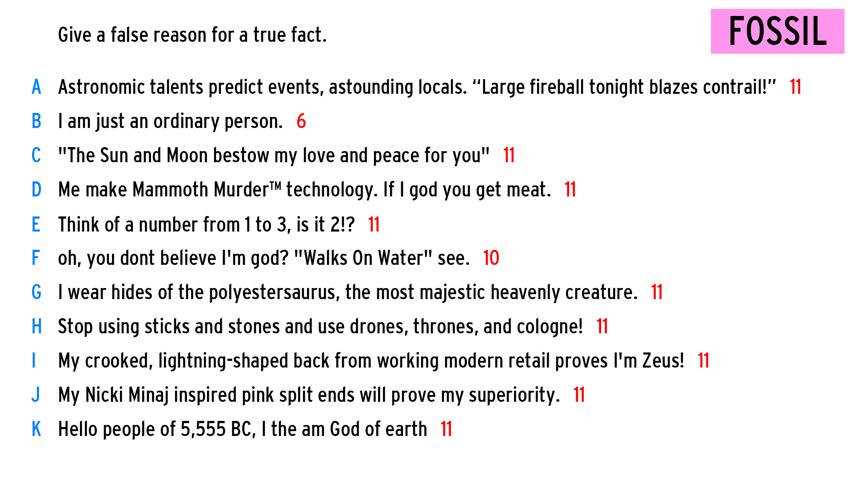 Give a false reason for a true fact.
FOSSIL
A Astronomic talents predict events, astounding locals. “Large fireball tonight blazes contrail!” 11
B I am just an ordinary person. 6
C "The Sun and Moon bestow my love and peace for you" 11
D Me make Mammoth Murder™ technology. If I god you get meat. 11
E Think of a number from 1 to 3, is it 2!? 11
F oh, you dont believe I'm god? "Walks On Water" see. 10
G I wear hides of the polyestersaurus, the most majestic heavenly creature. 11
H Stop using sticks and stones and use drones, thrones, and cologne! 11
I My crooked, lightning-shaped back from working modern retail proves I'm Zeus! 11
J My Nicki Minaj inspired pink split ends will prove my superiority. 11
K Hello people of 5,555 BC, I the am God of earth 11